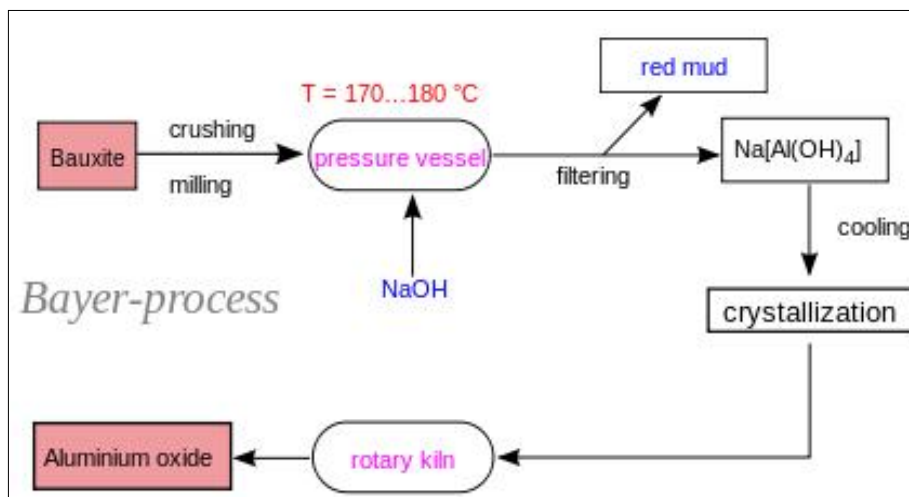 red mud
T = 170...180 °C
crushing
Bauxite
pressure vessel
Na[Al(OH)₄]
milling
filtering
cooling
NaOH
Bayer-process
crystallization
Aluminium oxide
rotary kiln